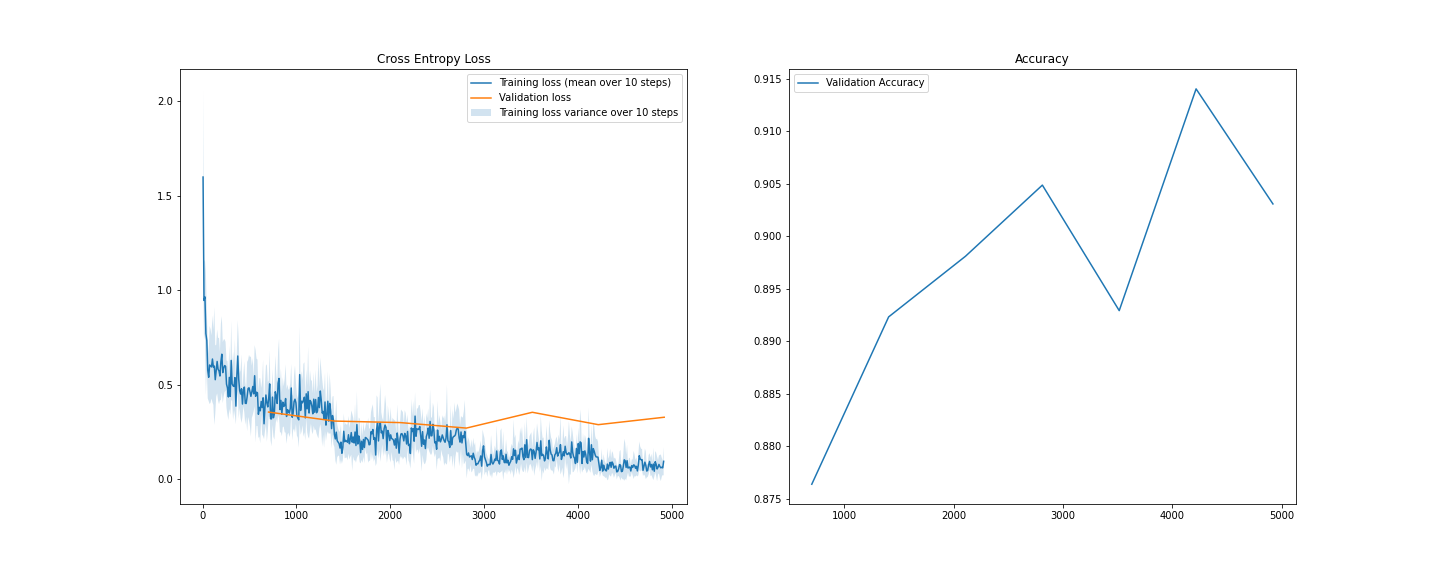 Cross Entropy Loss
Training loss (mean over 10 steps)
Validation loss
Training loss variance over 10 steps
2.0
1.5
1.0
0.5
0.0
0 1000 2000 3000 4000 5000
Accuracy
Validation Accuracy
0.915
0.910
0.905
0.900
0.895
0.890
0.885
0.880
0.875
1000 2000 3000 4000 5000